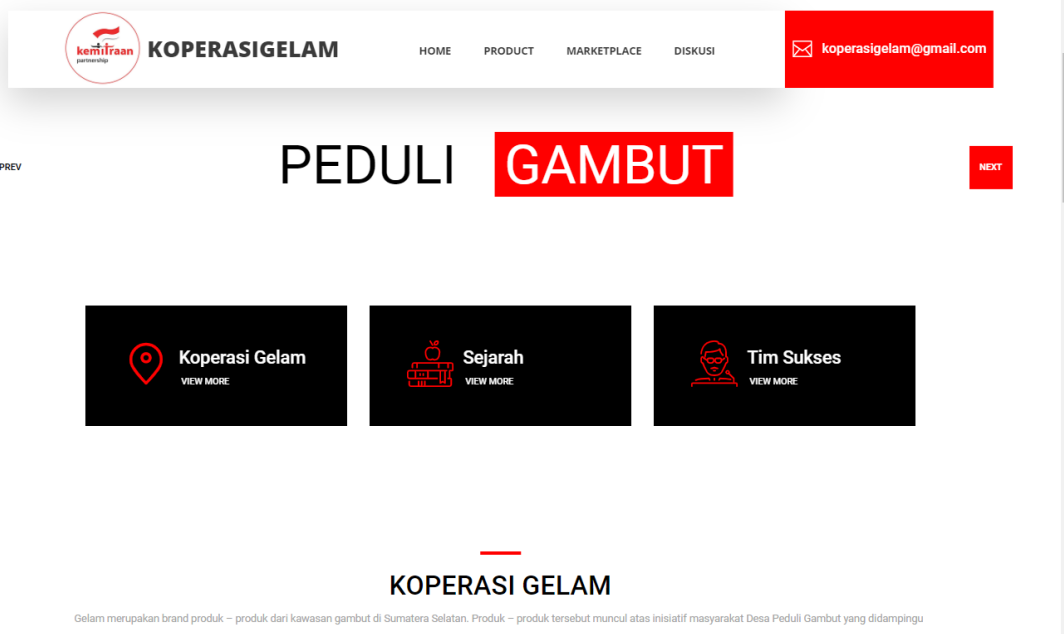 kemitraan
partnership
KOPERASIGELAM
HOME PRODUCT MARKETPLACE DISKUSI
koperasigelam@gmail.com
PREV
PEDULI GAMBUT
NEXT
Koperasi Gelam
VIEW MORE
Sejarah
VIEW MORE
Tim Sukses
VIEW MORE
KOPERASI GELAM
Gelam merupakan brand produk – produk dari kawasan gambut di Sumatera Selatan. Produk – produk tersebut muncul atas inisiatif masyarakat Desa Peduli Gambut yang didampingu